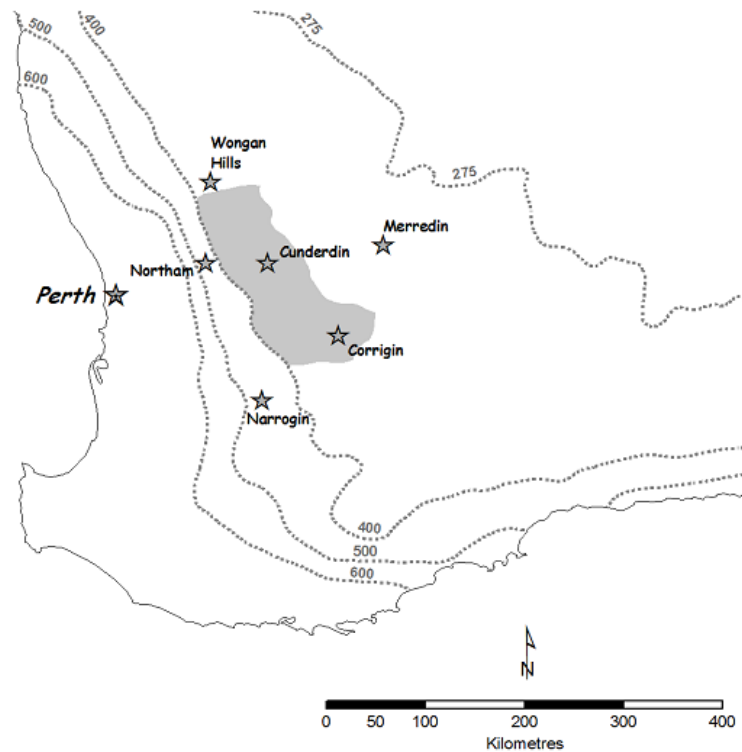 275
500
400
600
Wongan
Hills
275
Merredin
Cunderdin
Northam
Perth
Corrigin
Narrogin
400
500
600
N
0 50 100 200 300 400
Kilometres